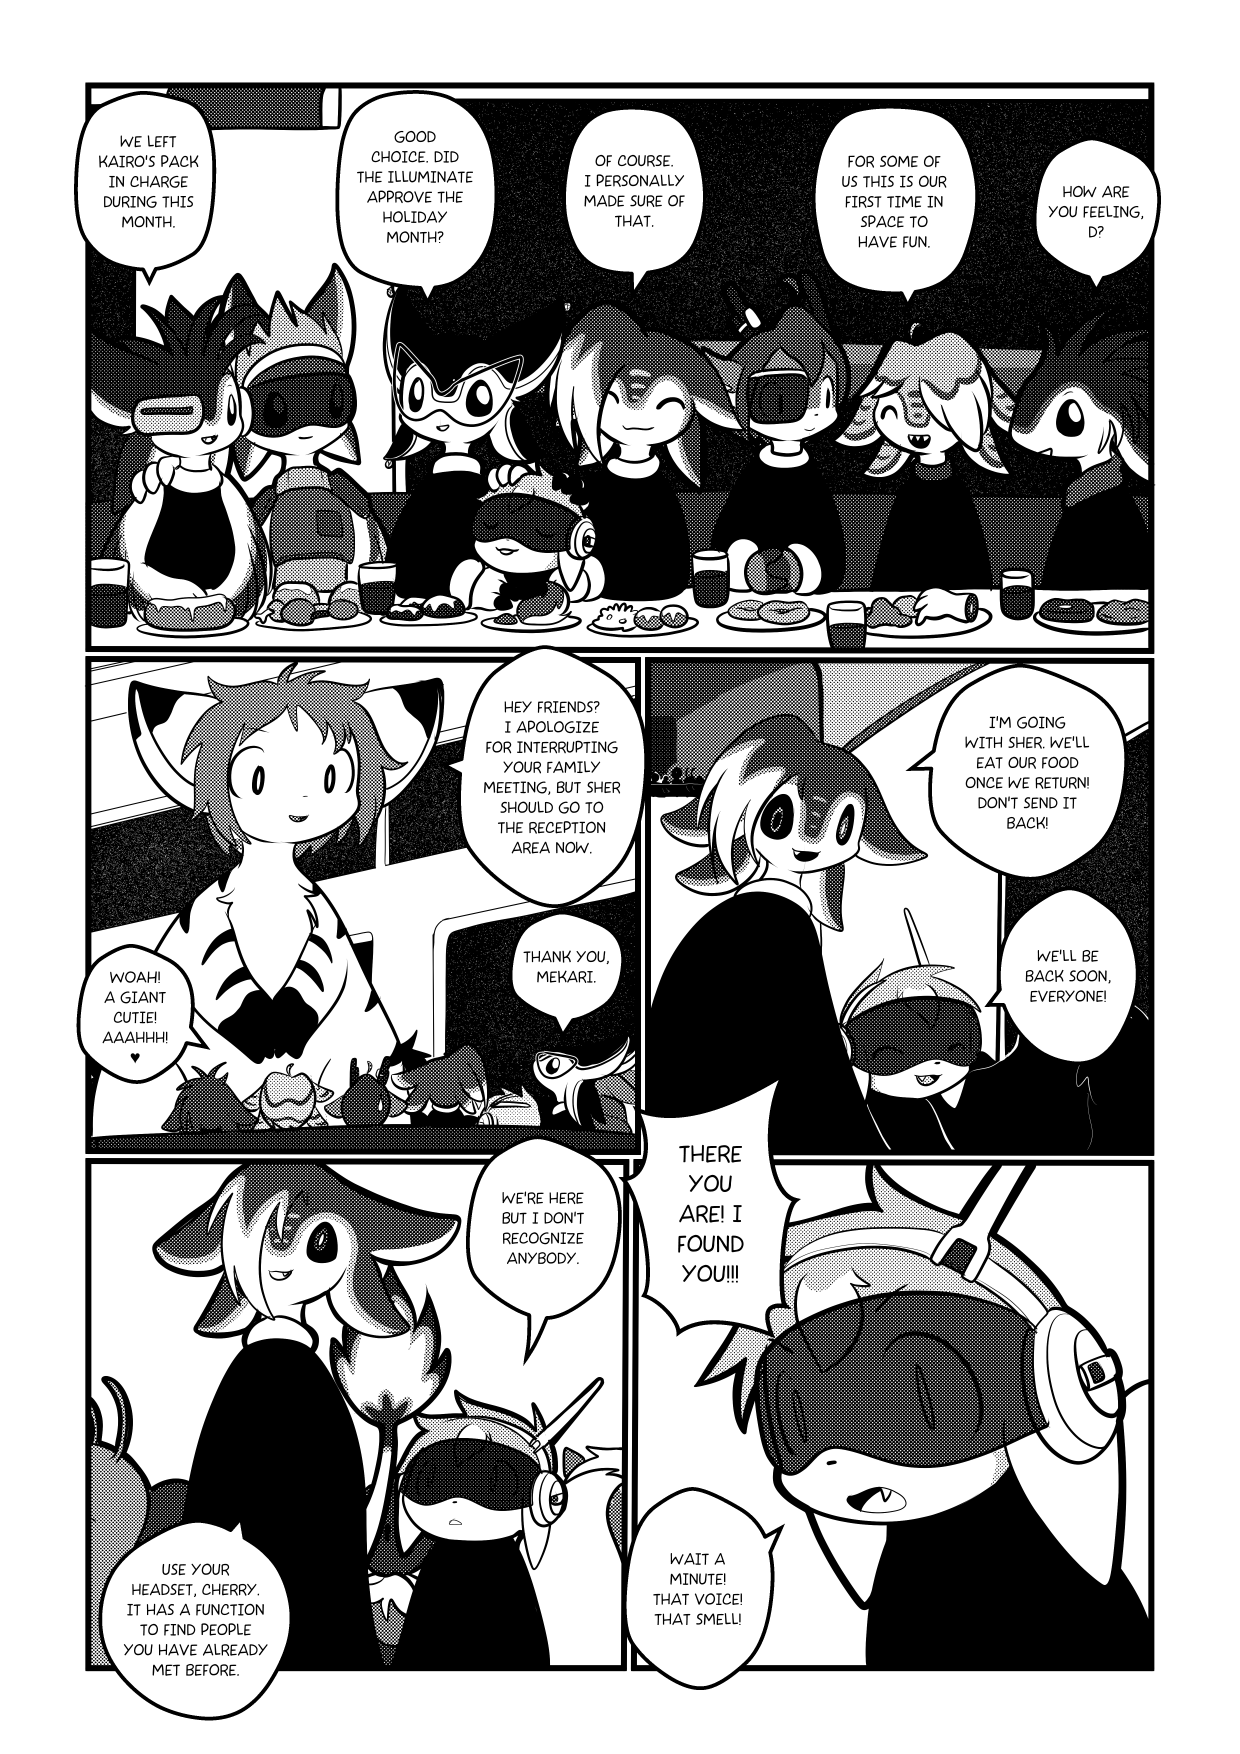 WE LEFT
KAIRO'S PACK
IN CHARGE
DURING THIS
MONTH.
GOOD
CHOICE. DID
THE ILLUMINATE
APPROVE THE
HOLIDAY
MONTH?
OF COURSE.
I PERSONALLY
MADE SURE OF
THAT.
FOR SOME OF
US THIS IS OUR
FIRST TIME IN
SPACE TO
HAVE FUN.
HOW ARE
YOU FEELING,
D?
HEY FRIENDS?
I APOLOGIZE
FOR INTERRUPTING
YOUR FAMILY
MEETING, BUT SHER
SHOULD GO TO
THE RECEPTION
AREA NOW.
WOAH!
A GIANT
CUTIE!
AAAHHH!
♥
THANK YOU,
MEKARI.
I'M GOING
WITH SHER. WE'LL
EAT OUR FOOD
ONCE WE RETURN!
DON'T SEND IT
BACK!
WE'LL BE
BACK SOON,
EVERYONE!
WE'RE HERE
BUT I DON'T
RECOGNIZE
ANYBODY.
USE YOUR
HEADSET, CHERRY.
IT HAS A FUNCTION
TO FIND PEOPLE
YOU HAVE ALREADY
MET BEFORE.
THERE
YOU
ARE! I
FOUND
YOU!!!
WAIT A
MINUTE!
THAT VOICE!
THAT SMELL!